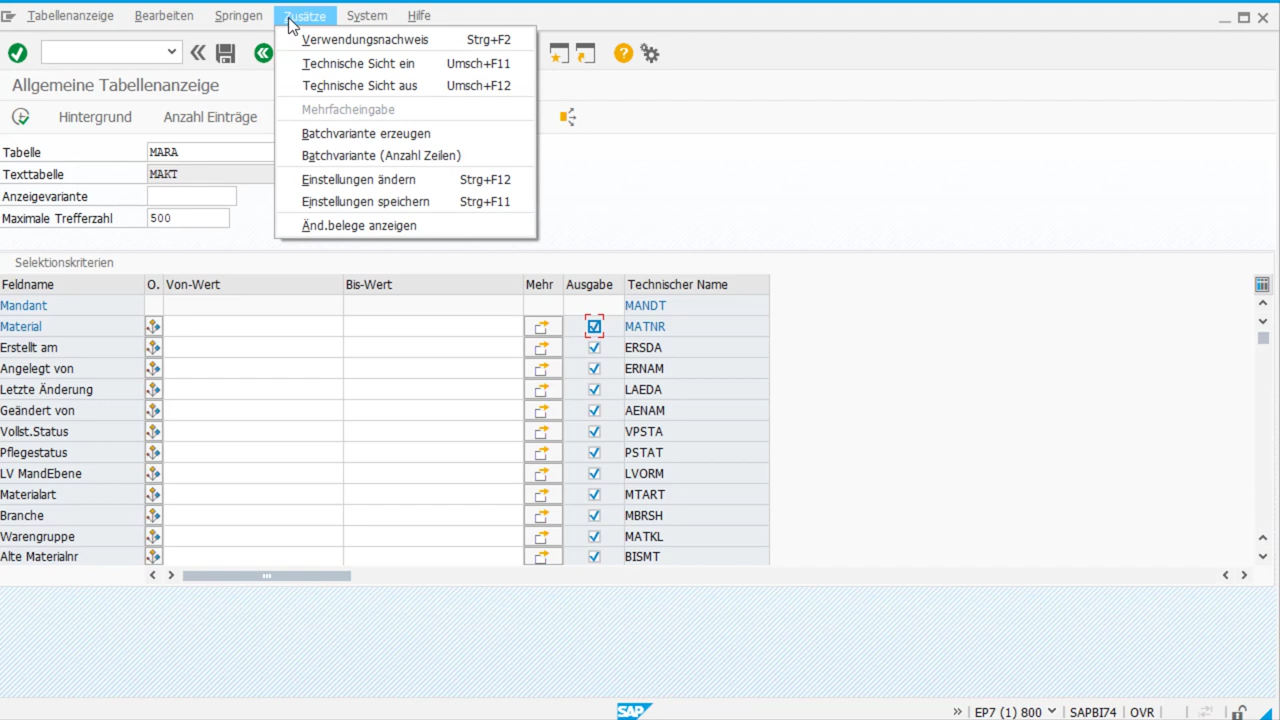 Tabellenanzeige Bearbeiten Springen Zusätze System Hilfe
Verwendungsnachweis Strg+F2
Technische Sicht ein Umsch+F11
Technische Sicht aus Umsch+F12
Mehrfacheingabe
Batchvariante erzeugen
Batchvariante (Anzahl Zeilen)
Einstellungen ändern Strg+F12
Einstellungen speichern Strg+F11
Änd.belege anzeigen
Allgemeine Tabellenanzeige
Hintergrund Anzahl Einträge
Tabelle MARA
Texttabelle MAKT
Anzeigevariante
Maximale Trefferzahl 500
Selektionskriterien
Feldname O. Von-Wert Bis-Wert Mehr Ausgabe Technischer Name
Mandant MANDT
Material MATNR
Erstellt am ERSDA
Angelegt von ERNAM
Letzte Änderung LAEDA
Geändert von AENAM
Vollst.Status VPSTA
Pflegestatus PSTAT
LV MandEbene LVORM
Materialart MTART
Branche MBRSH
Warengruppe MATKL
Alte Materialnr BISMT
SAP
EP7 (1) 800 SAPBI74 OVR